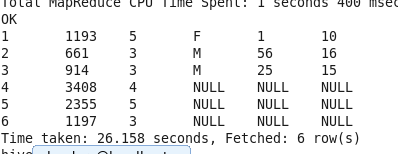 Total MapReduce CPU Time Spent: 1 seconds 400 msec
OK
1 1193 5 F 1 10
2 661 3 M 56 16
3 914 3 M 25 15
4 3408 4 NULL NULL NULL
5 2355 5 NULL NULL NULL
6 1197 3 NULL NULL NULL
Time taken: 26.158 seconds, Fetched: 6 row(s)